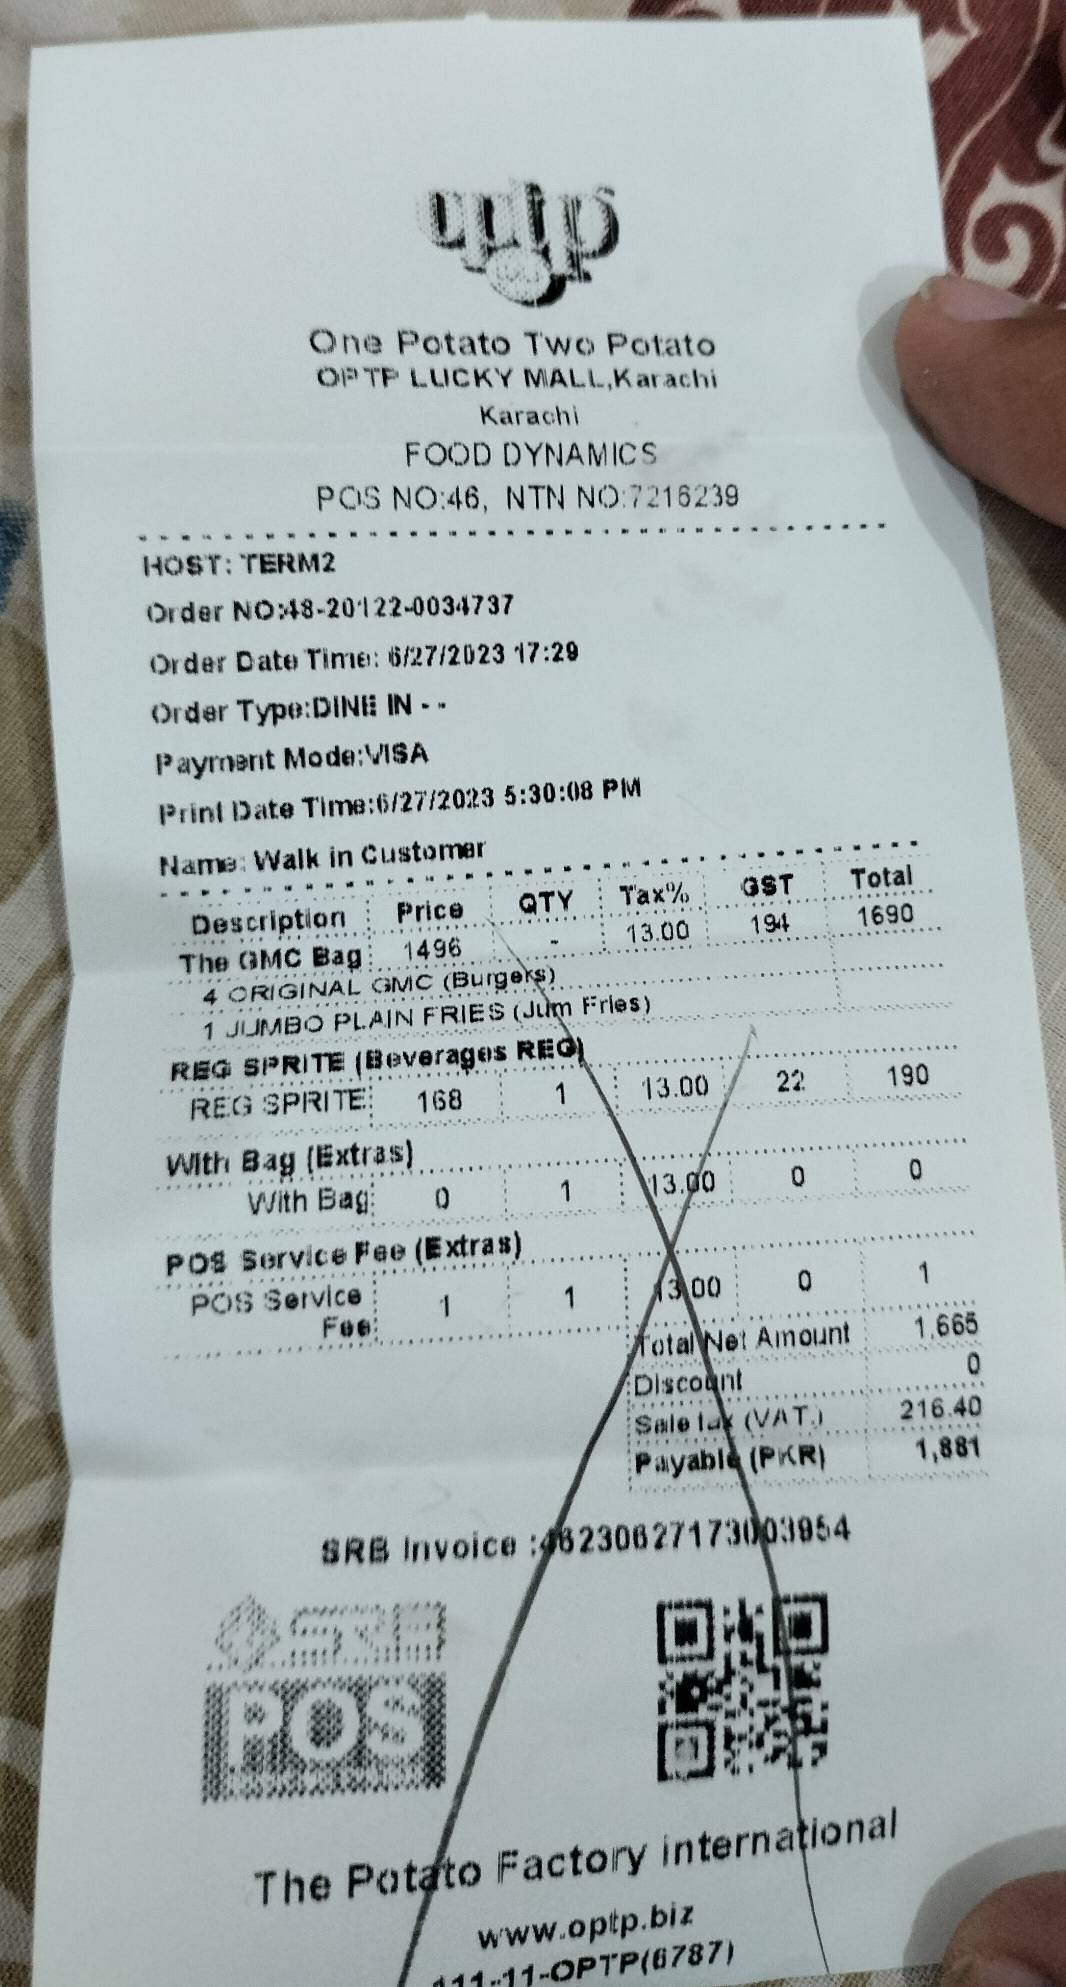 optp
One Potato Two Potato
OPTP LUCKY MALL,Karachi
Karachi
FOOD DYNAMICS
POS NO:46, NTN NO:7216239
HOST: TERM2
Order NO:48-20122-0034737
Order Date Time: 6/27/2023 17:29
Order Type:DINE IN - -
Payment Mode:VISA
Print Date Time:6/27/2023 5:30:08 PM
Name: Walk in Customer
Description Price QTY Tax% GST Total
The GMC Bag 1496 - 13.00 194 1690
4 ORIGINAL GMC (Burgers)
1 JUMBO PLAIN FRIES (Jum Fries)
REG SPRITE (Beverages REG)
REG SPRITE 168 1 13.00 22 190
With Bag (Extras)
With Bag 0 1 13.00 0 0
POS Service Fee (Extras)
POS Service Fee 1 1 13.00 0 1
Total Net Amount 1,665
Discount 0
Sale tax (VAT.) 216.40
Payable (PKR) 1,881
SRB Invoice :46230627173003954
SRB
POS
The Potato Factory international
www.optp.biz
111-11-OPTP(6787)